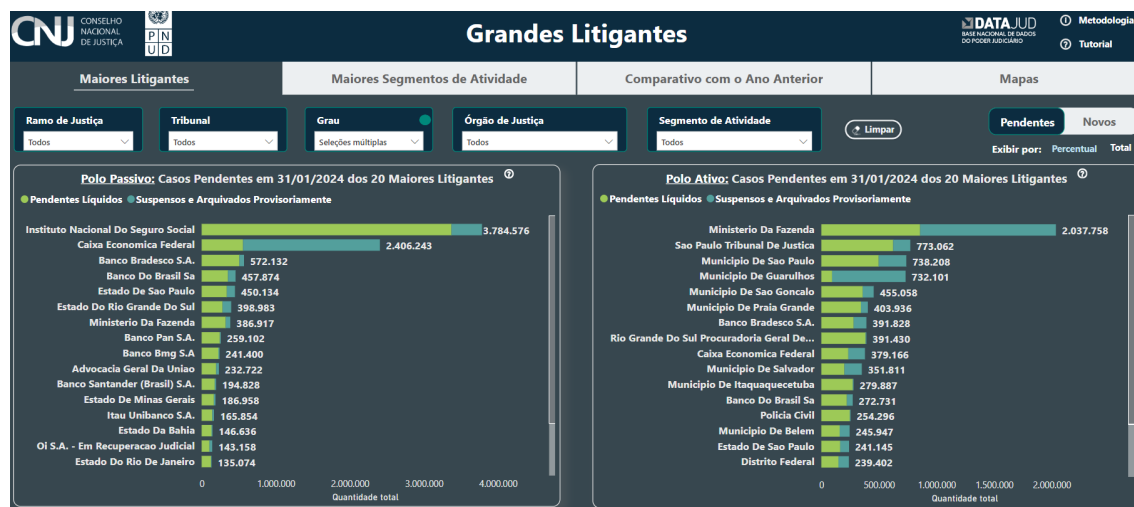 CNJ CONSELHO NACIONAL DE JUSTIÇA
P N U D
Grandes Litigantes
DATAJUD
BASE NACIONAL DE DADOS
DO PODER JUDICIÁRIO
Metodologia
Tutorial
Maiores Litigantes
Maiores Segmentos de Atividade
Comparativo com o Ano Anterior
Mapas
Ramo de Justiça
Todos
Tribunal
Todos
Grau
Seleções múltiplas
Órgão de Justiça
Todos
Segmento de Atividade
Todos
Limpar
Pendentes
Novos
Exibir por: Percentual Total
Polo Passivo: Casos Pendentes em 31/01/2024 dos 20 Maiores Litigantes
Pendentes Líquidos Suspensos e Arquivados Provisoriamente
Instituto Nacional Do Seguro Social 3.784.576
Caixa Economica Federal 2.406.243
Banco Bradesco S.A. 572.132
Banco Do Brasil Sa 457.874
Estado De Sao Paulo 450.134
Estado Do Rio Grande Do Sul 398.983
Ministerio Da Fazenda 386.917
Banco Pan S.A. 259.102
Banco Bmg S.A 241.400
Advocacia Geral Da Uniao 232.722
Banco Santander (Brasil) S.A. 194.828
Estado De Minas Gerais 186.958
Itau Unibanco S.A. 165.854
Estado Da Bahia 146.636
Oi S.A. - Em Recuperacao Judicial 143.158
Estado Do Rio De Janeiro 135.074
0 1.000.000 2.000.000 3.000.000 4.000.000
Quantidade total
Polo Ativo: Casos Pendentes em 31/01/2024 dos 20 Maiores Litigantes
Pendentes Líquidos Suspensos e Arquivados Provisoriamente
Ministerio Da Fazenda 2.037.758
Sao Paulo Tribunal De Justica 773.062
Municipio De Sao Paulo 738.208
Municipio De Guarulhos 732.101
Municipio De Sao Goncalo 455.058
Municipio De Praia Grande 403.936
Banco Bradesco S.A. 391.828
Rio Grande Do Sul Procuradoria Geral De... 391.430
Caixa Economica Federal 379.166
Municipio De Salvador 351.811
Municipio De Itaquaquecetuba 279.887
Banco Do Brasil Sa 272.731
Policia Civil 254.296
Municipio De Belem 245.947
Estado De Sao Paulo 241.145
Distrito Federal 239.402
0 500.000 1.000.000 1.500.000 2.000.000
Quantidade total